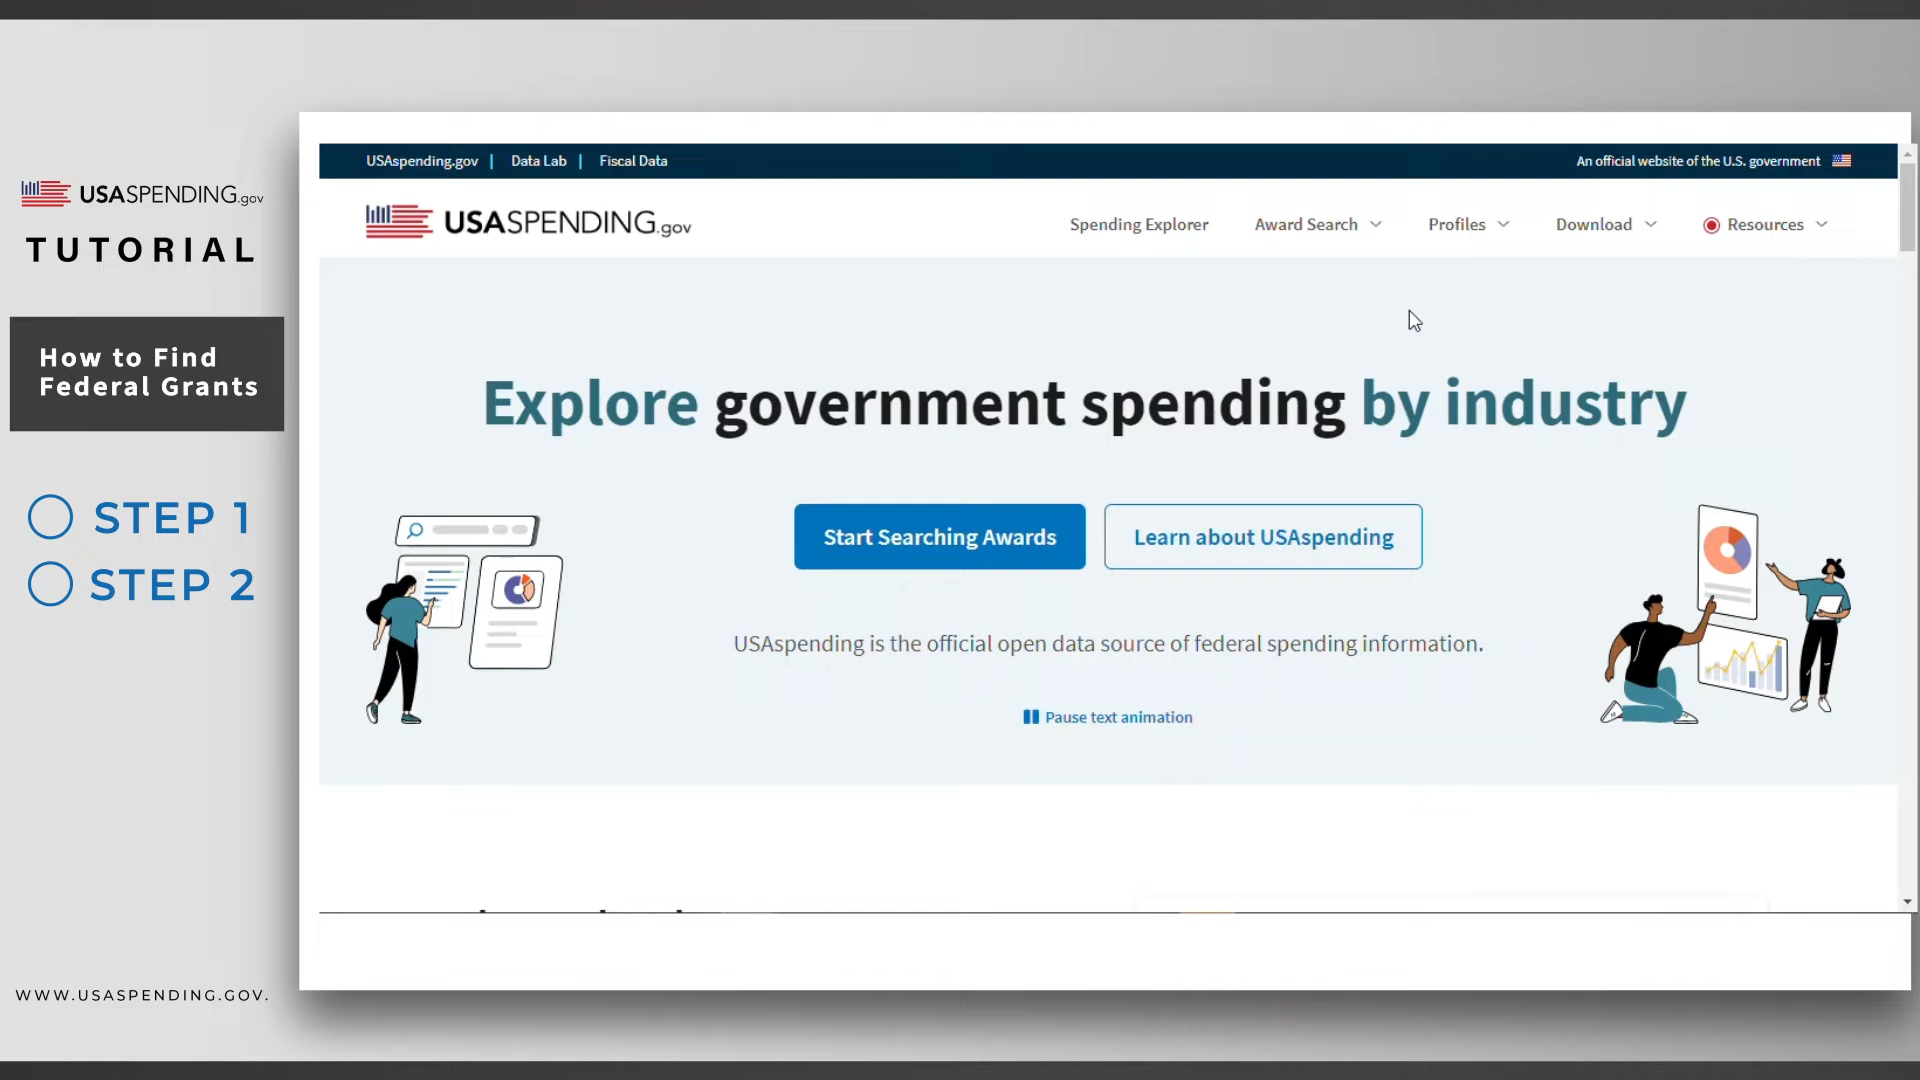 USASPENDING.gov
TUTORIAL
How to Find
Federal Grants
STEP 1
STEP 2
WWW.USASPENDING.GOV.
USAspending.gov | Data Lab | Fiscal Data
An official website of the U.S. government
USASPENDING.gov
Spending Explorer
Award Search
Profiles
Download
Resources
Explore government spending by industry
Start Searching Awards
Learn about USAspending
USAspending is the official open data source of federal spending information.
Pause text animation